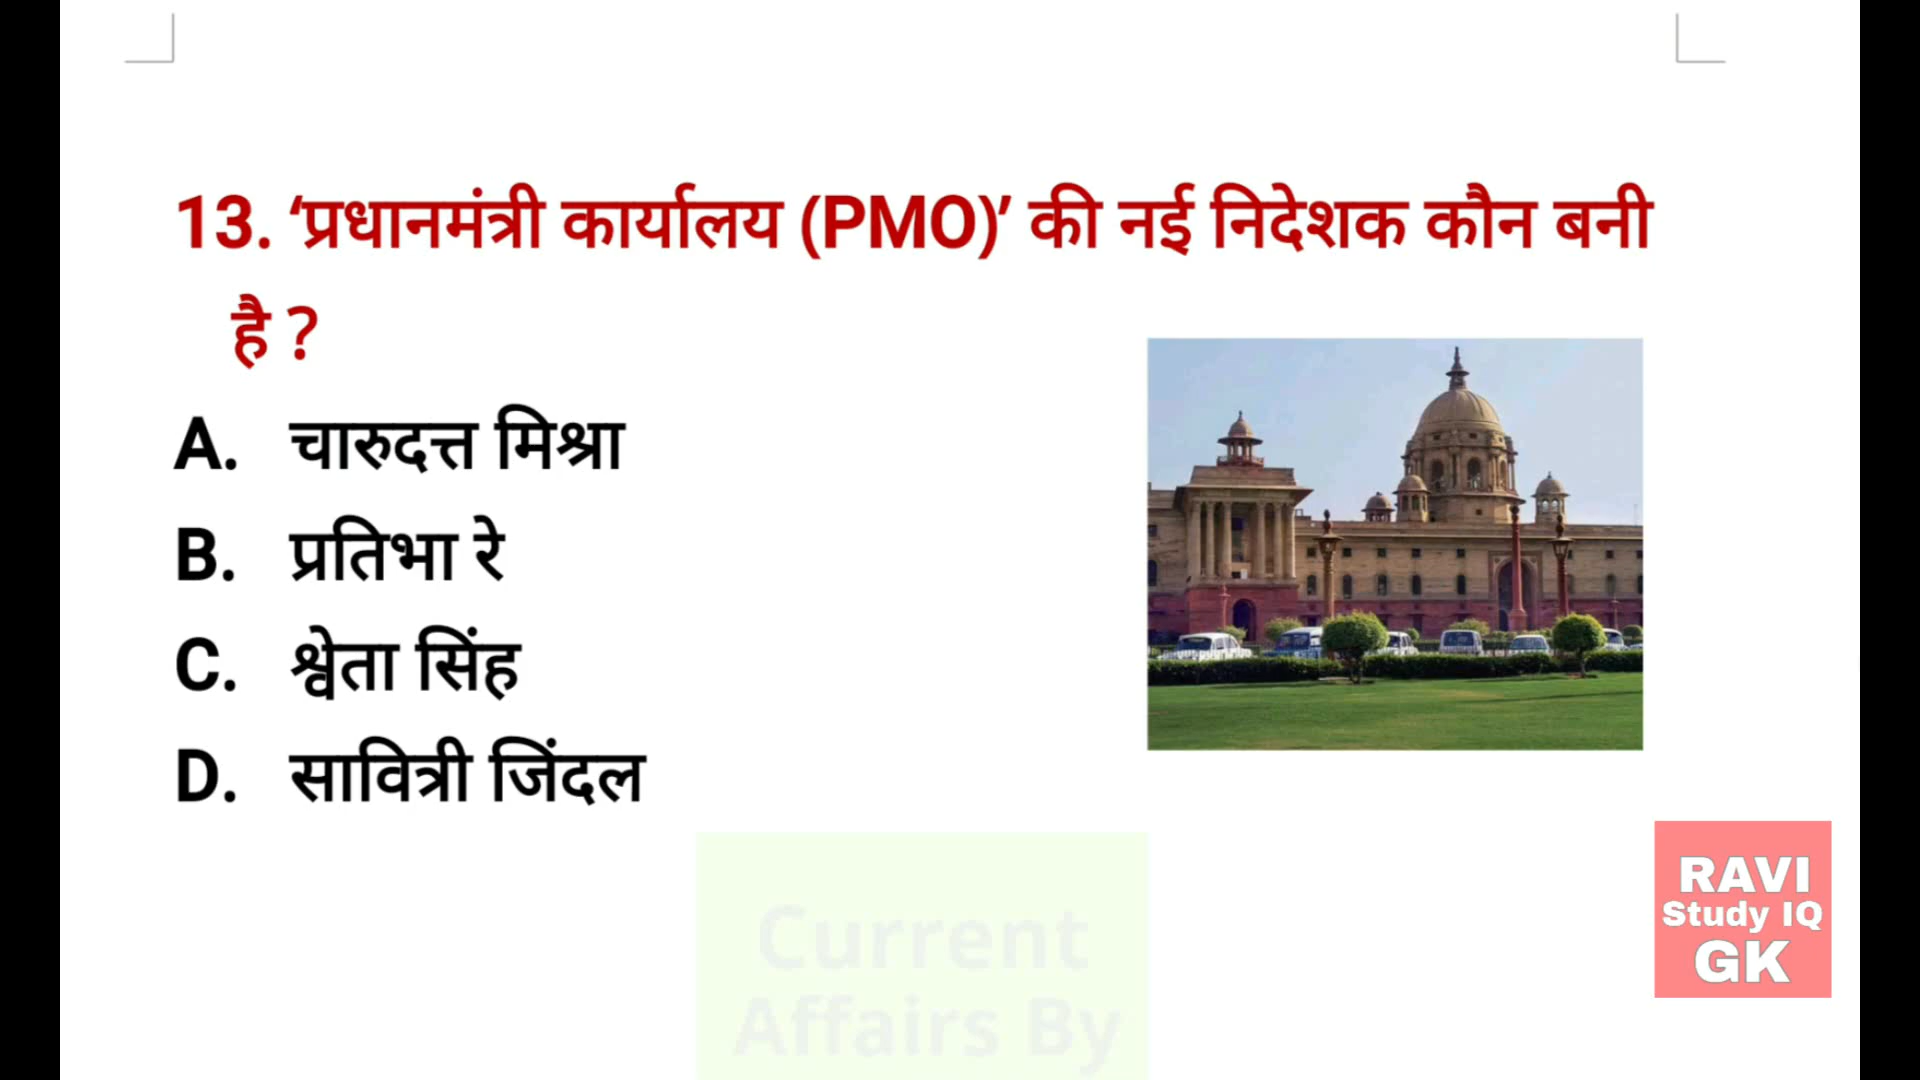 13. ‘प्रधानमंत्री कार्यालय (PMO)’ की नई निदेशक कौन बनी
है ?
A. चारुदत्त मिश्रा
B. प्रतिभा रे
C. श्वेता सिंह
D. सावित्री जिंदल
Current
Affairs By
RAVI
Study IQ
GK